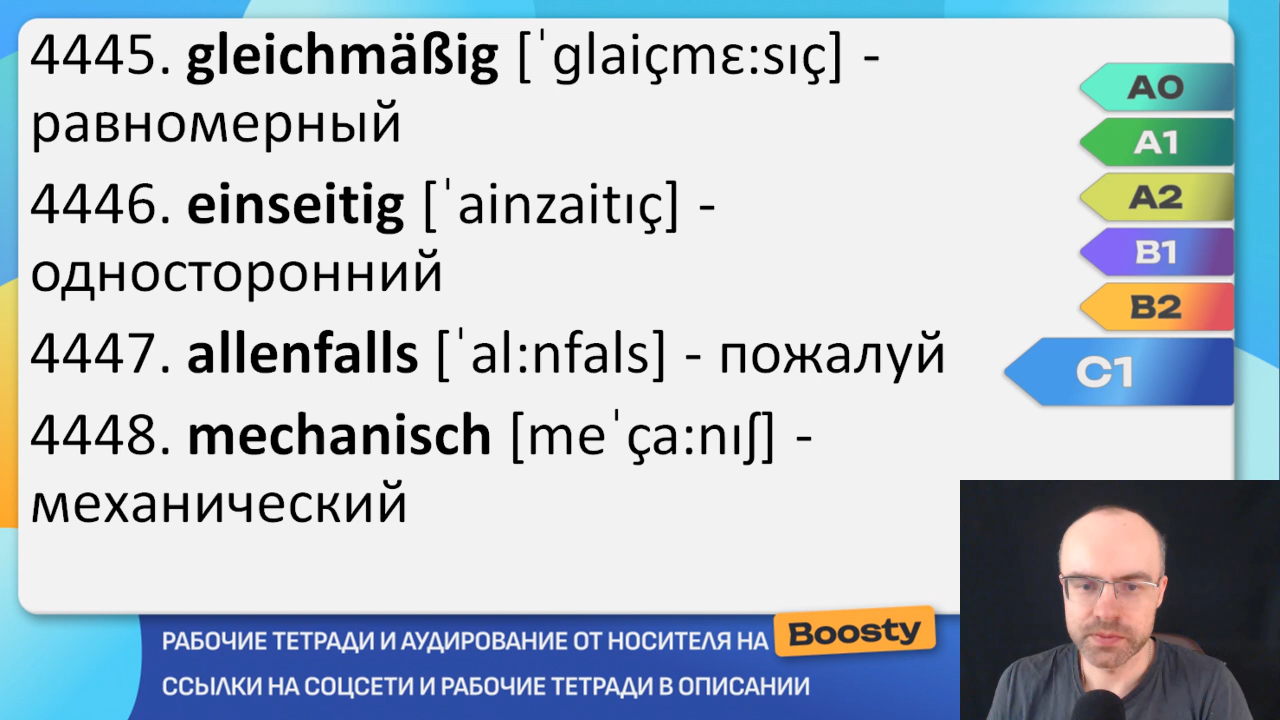 4445. gleichmäßig [ˈglaiçmɛ:sıç] -
равномерный
4446. einseitig [ˈainzaitıç] -
односторонний
4447. allenfalls [ˈal:nfals] - пожалуй
4448. mechanisch [meˈça:nıʃ] -
механический
A0
A1
A2
B1
B2
C1
РАБОЧИЕ ТЕТРАДИ И АУДИРОВАНИЕ ОТ НОСИТЕЛЯ НА Boosty
ССЫЛКИ НА СОЦСЕТИ И РАБОЧИЕ ТЕТРАДИ В ОПИСАНИИ